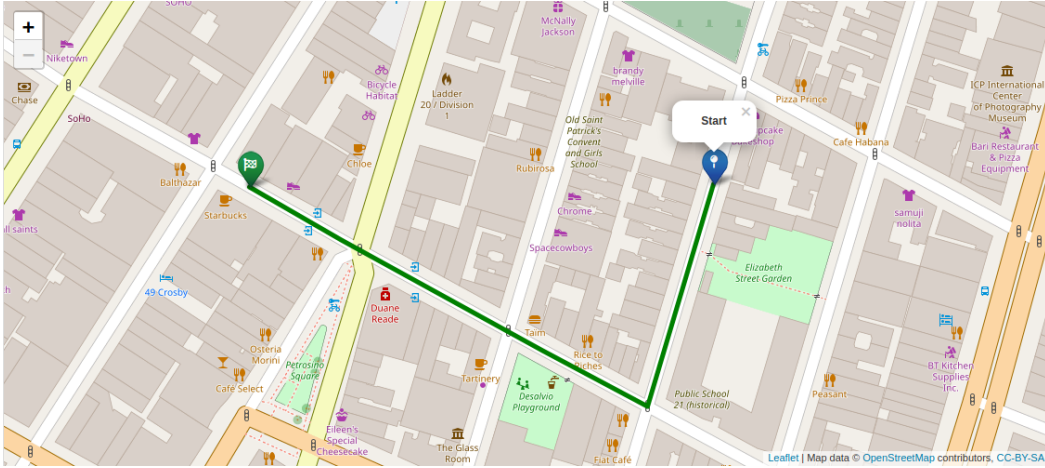 +
−
SOHO
Niketown
Chase
SoHo
Balthazar
Starbucks
49 Crosby
Bicycle
Habitat
Ladder
20 / Division
1
Chloe
McNally
Jackson
brandy
melville
Old Saint
Patrick's
Convent
and Girls
School
Rubirosa
Chrome
Spacecowboys
Start
×
Pizza Prince
Cafe Habana
ICP International
Center
of Photography
Museum
Bari Restaurant
& Pizza
Equipment
samuji
nolita
Elizabeth
Street Garden
Duane
Reade
Osteria
Morini
Petrosino
Square
Cafe Select
Eileen's
Special
Cheesecake
Taim
Tartinery
Rice to
Riches
Desalvio
Playground
The Glass
Room
Fiat Café
Public School
21 (historical)
Peasant
BT Kitchen
Supplies
Inc.
Leaflet | Map data © OpenStreetMap contributors, CC-BY-SA